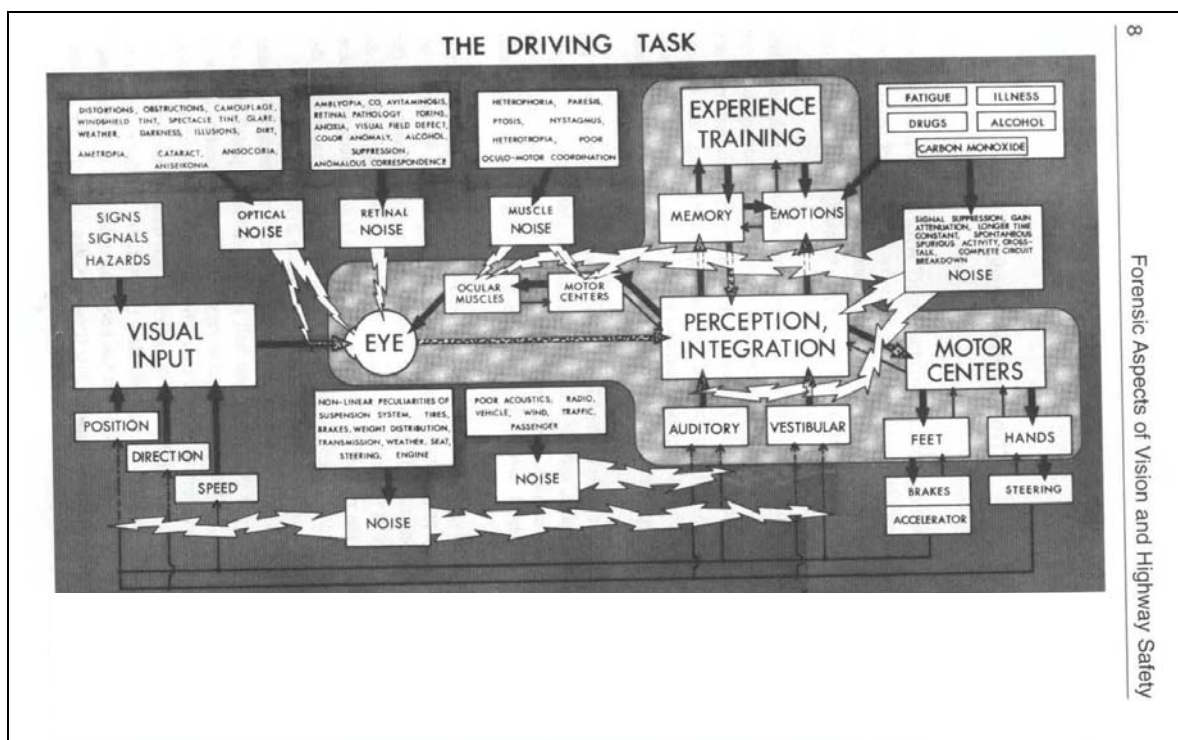 THE DRIVING TASK
DISTORTIONS, OBSTRUCTIONS, CAMOUFLAGE,
WINDSHIELD TINT, SPECTACLE TINT, GLARE,
WEATHER, DARKNESS, ILLUSIONS, DIRT,
AMETROPIA, CATARACT, ANISOCORIA,
ANISEIKONIA
AMBLYOPIA, CO, AVITAMINOSIS,
RETINAL PATHOLOGY TOXINS,
ANOXIA, VISUAL FIELD DEFECT,
COLOR ANOMALY, ALCOHOL,
SUPPRESSION,
ANOMALOUS CORRESPONDENCE
HETEROPHORIA, PARESIS,
PTOSIS, NYSTAGMUS,
HETEROTROPIA, POOR
OCULO-MOTOR COORDINATION
EXPERIENCE
TRAINING
FATIGUE
ILLNESS
DRUGS
ALCOHOL
CARBON MONOXIDE
SIGNS
SIGNALS
HAZARDS
OPTICAL
NOISE
RETINAL
NOISE
MUSCLE
NOISE
MEMORY
EMOTIONS
SIGNAL SUPPRESSION, GAIN
ATTENUATION, LONGER TIME
CONSTANT, SPONTANEOUS
SPURIOUS ACTIVITY, CROSS-
TALK, COMPLETE CIRCUIT
BREAKDOWN
NOISE
OCULAR
MUSCLES
MOTOR
CENTERS
VISUAL
INPUT
EYE
PERCEPTION,
INTEGRATION
MOTOR
CENTERS
POSITION
DIRECTION
SPEED
NON-LINEAR PECULIARITIES OF
SUSPENSION SYSTEM, TIRES,
BRAKES, WEIGHT DISTRIBUTION,
TRANSMISSION, WEATHER, SEAT,
STEERING, ENGINE
POOR ACOUSTICS, RADIO,
VEHICLE, WIND, TRAFFIC,
PASSENGER
AUDITORY
VESTIBULAR
FEET
HANDS
NOISE
NOISE
BRAKES
ACCELERATOR
STEERING
8
Forensic Aspects of Vision and Highway Safety